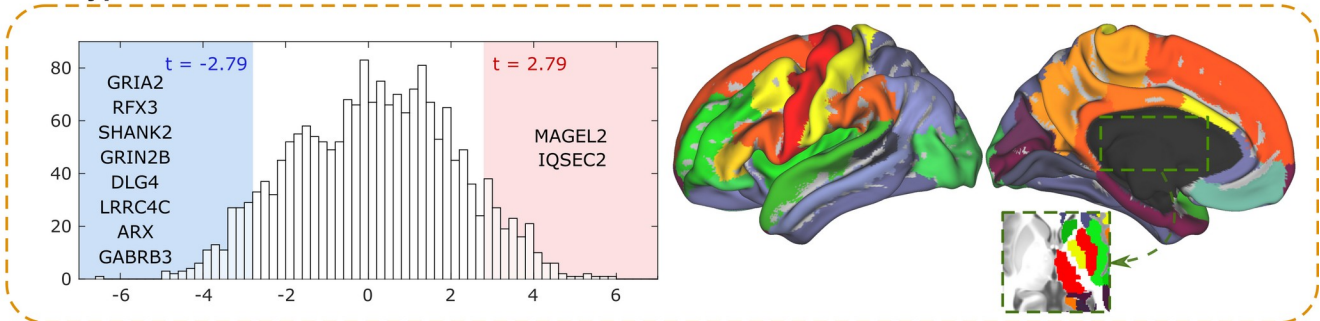 t = -2.79
t = 2.79
GRIA2
RFX3
SHANK2
GRIN2B
DLG4
LRRC4C
ARX
GABRB3
MAGEL2
IQSEC2
80
60
40
20
0
-6 -4 -2 0 2 4 6